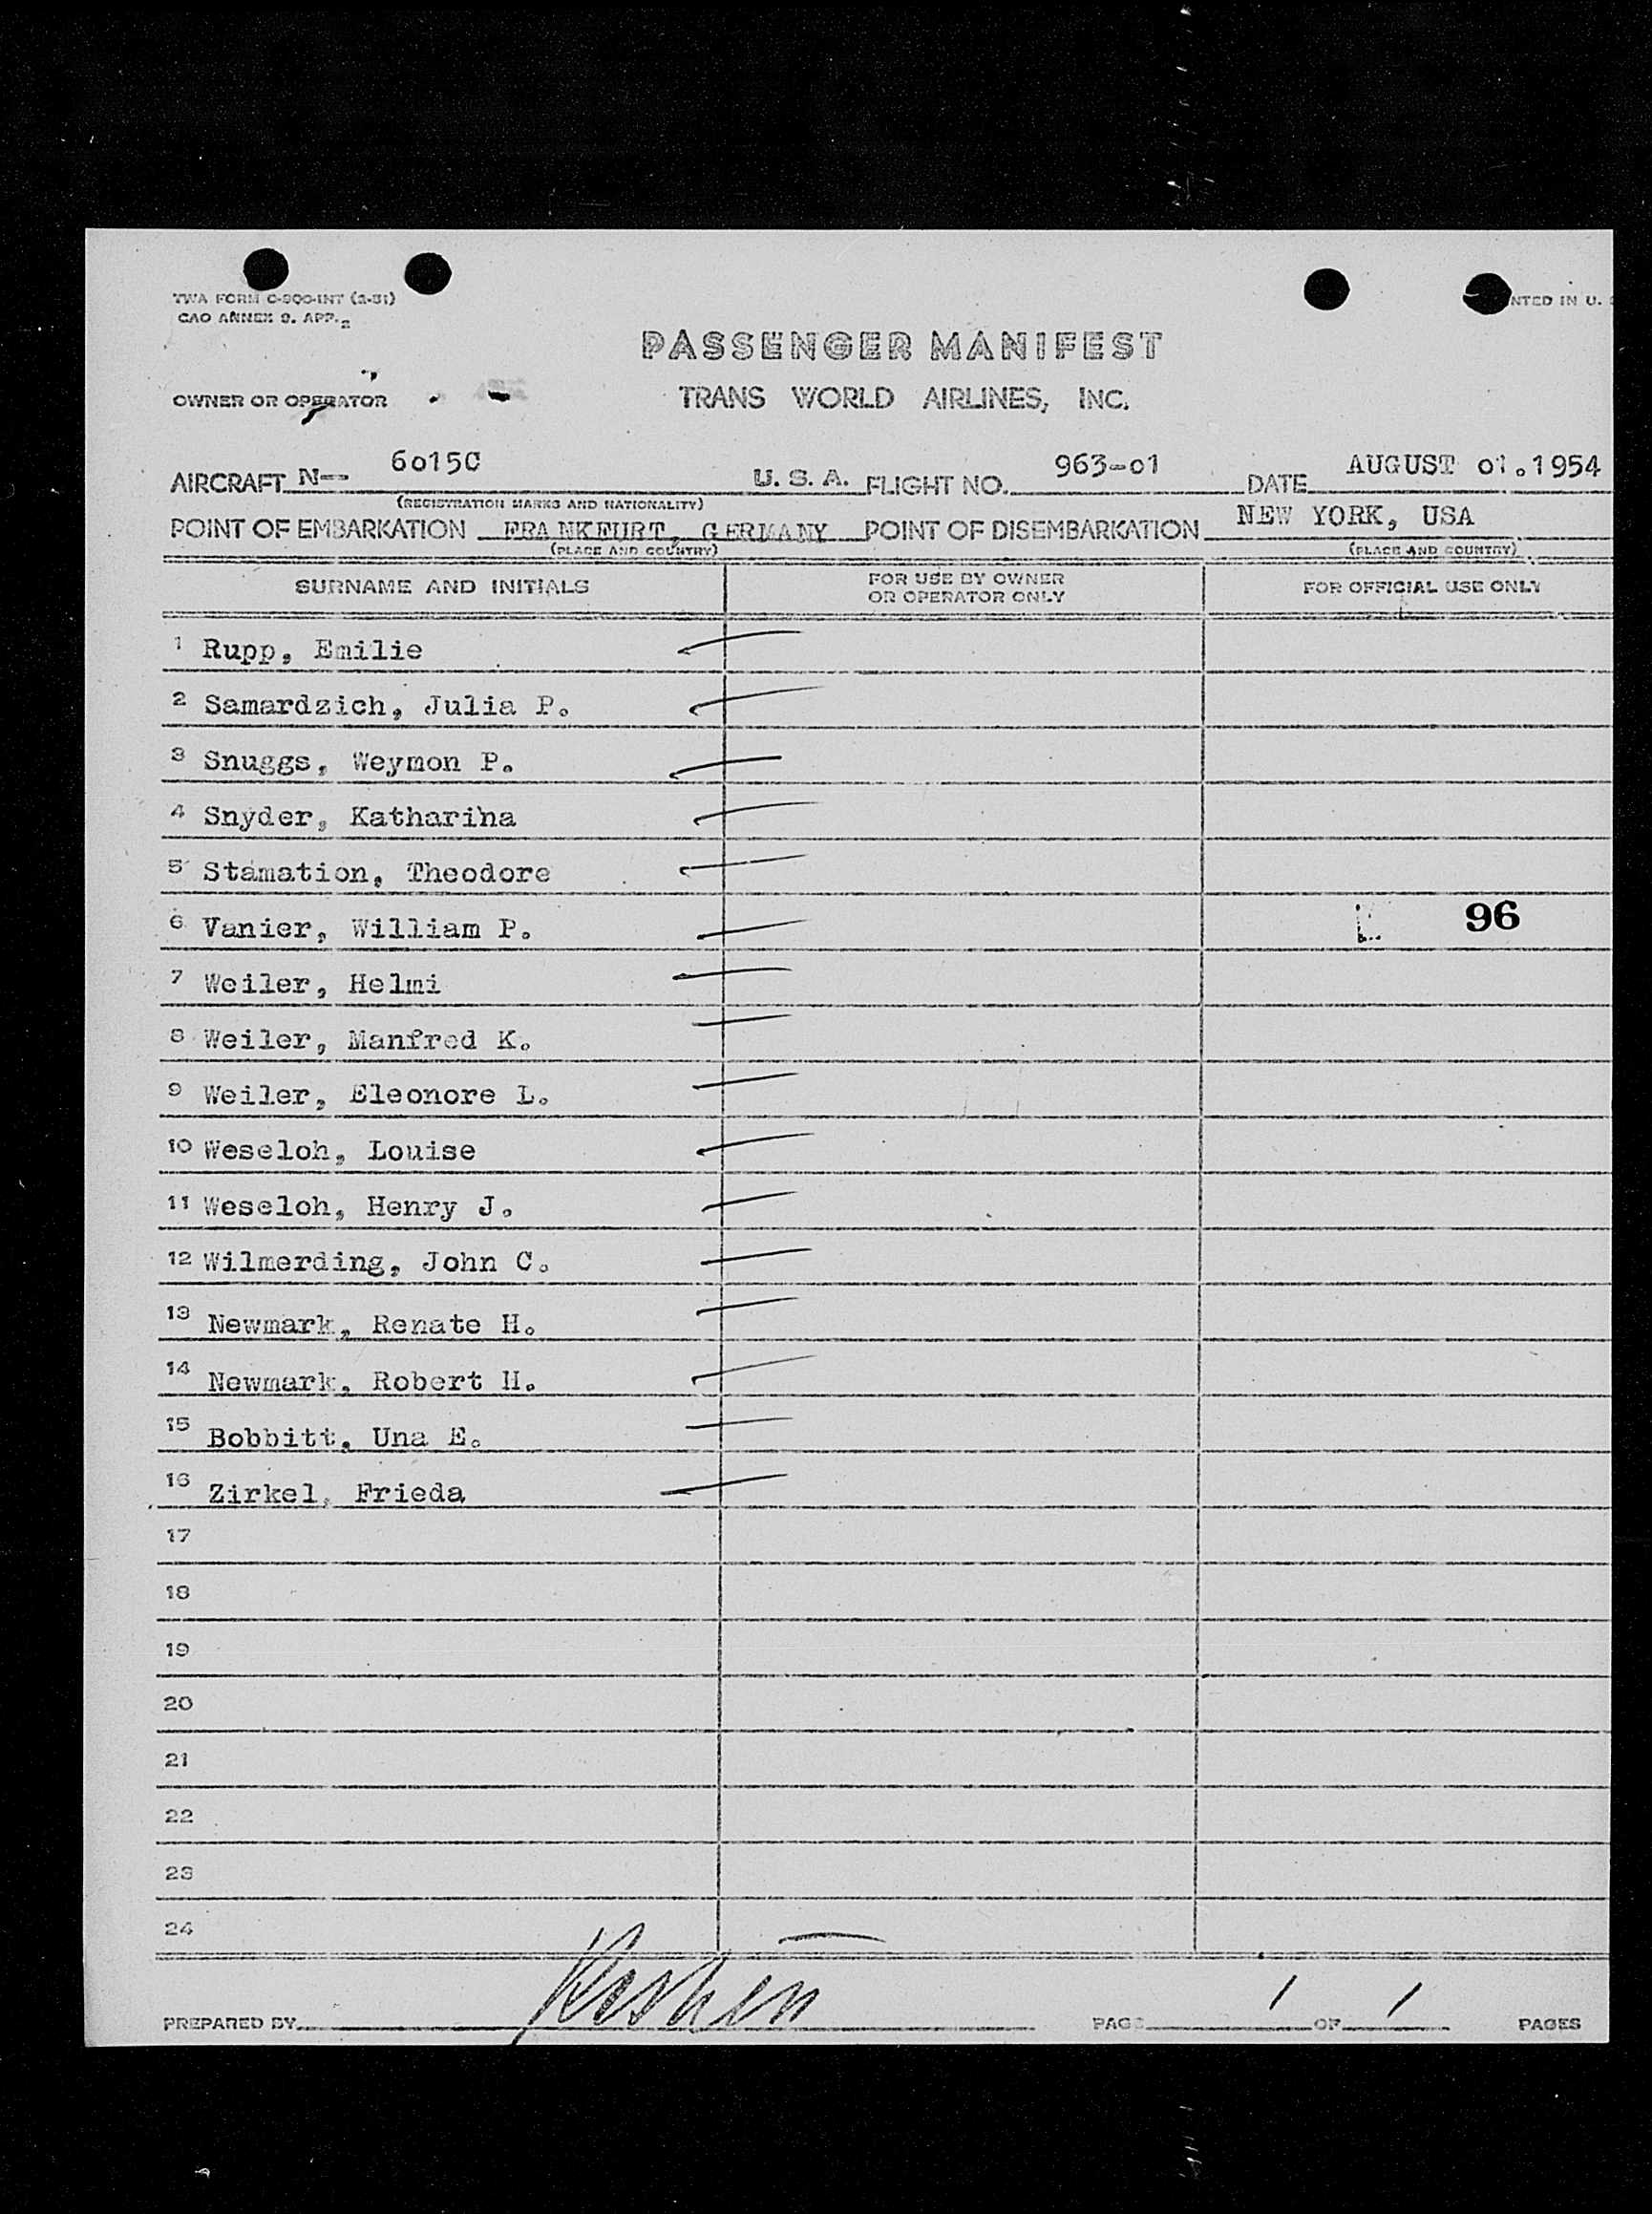 TWA FORM C-900-INT (2-51)
CAO ANNEX 9. APP. 2
NTED IN U.
PASSENGER MANIFEST
OWNER OR OPERATOR
TRANS WORLD AIRLINES, INC.
AIRCRAFT N-- 6015C U. S. A. FLIGHT NO. 963-01 DATE AUGUST 01.1954
(REGISTRATION MARKS AND NATIONALITY)
POINT OF EMBARKATION FRANKFURT, GERMANY POINT OF DISEMBARKATION NEW YORK, USA
(PLACE AND COUNTRY) (PLACE AND COUNTRY)
SURNAME AND INITIALS FOR USE BY OWNER OR OPERATOR ONLY FOR OFFICIAL USE ONLY
1 Rupp, Emilie
2 Samardzich, Julia P.
3 Snuggs, Weymon P.
4 Snyder, Katharina
5 Stamation, Theodore
6 Vanier, William P. 96
7 Weiler, Helmi
8 Weiler, Manfred K.
9 Weiler, Eleonore L.
10 Weseloh, Louise
11 Weseloh, Henry J.
12 Wilmerding, John C.
13 Newmark, Renate H.
14 Newmark, Robert H.
15 Bobbitt, Una E.
16 Zirkel, Frieda
17
18
19
20
21
22
23
24
PREPARED BY PAGE 1 OF 1 PAGES